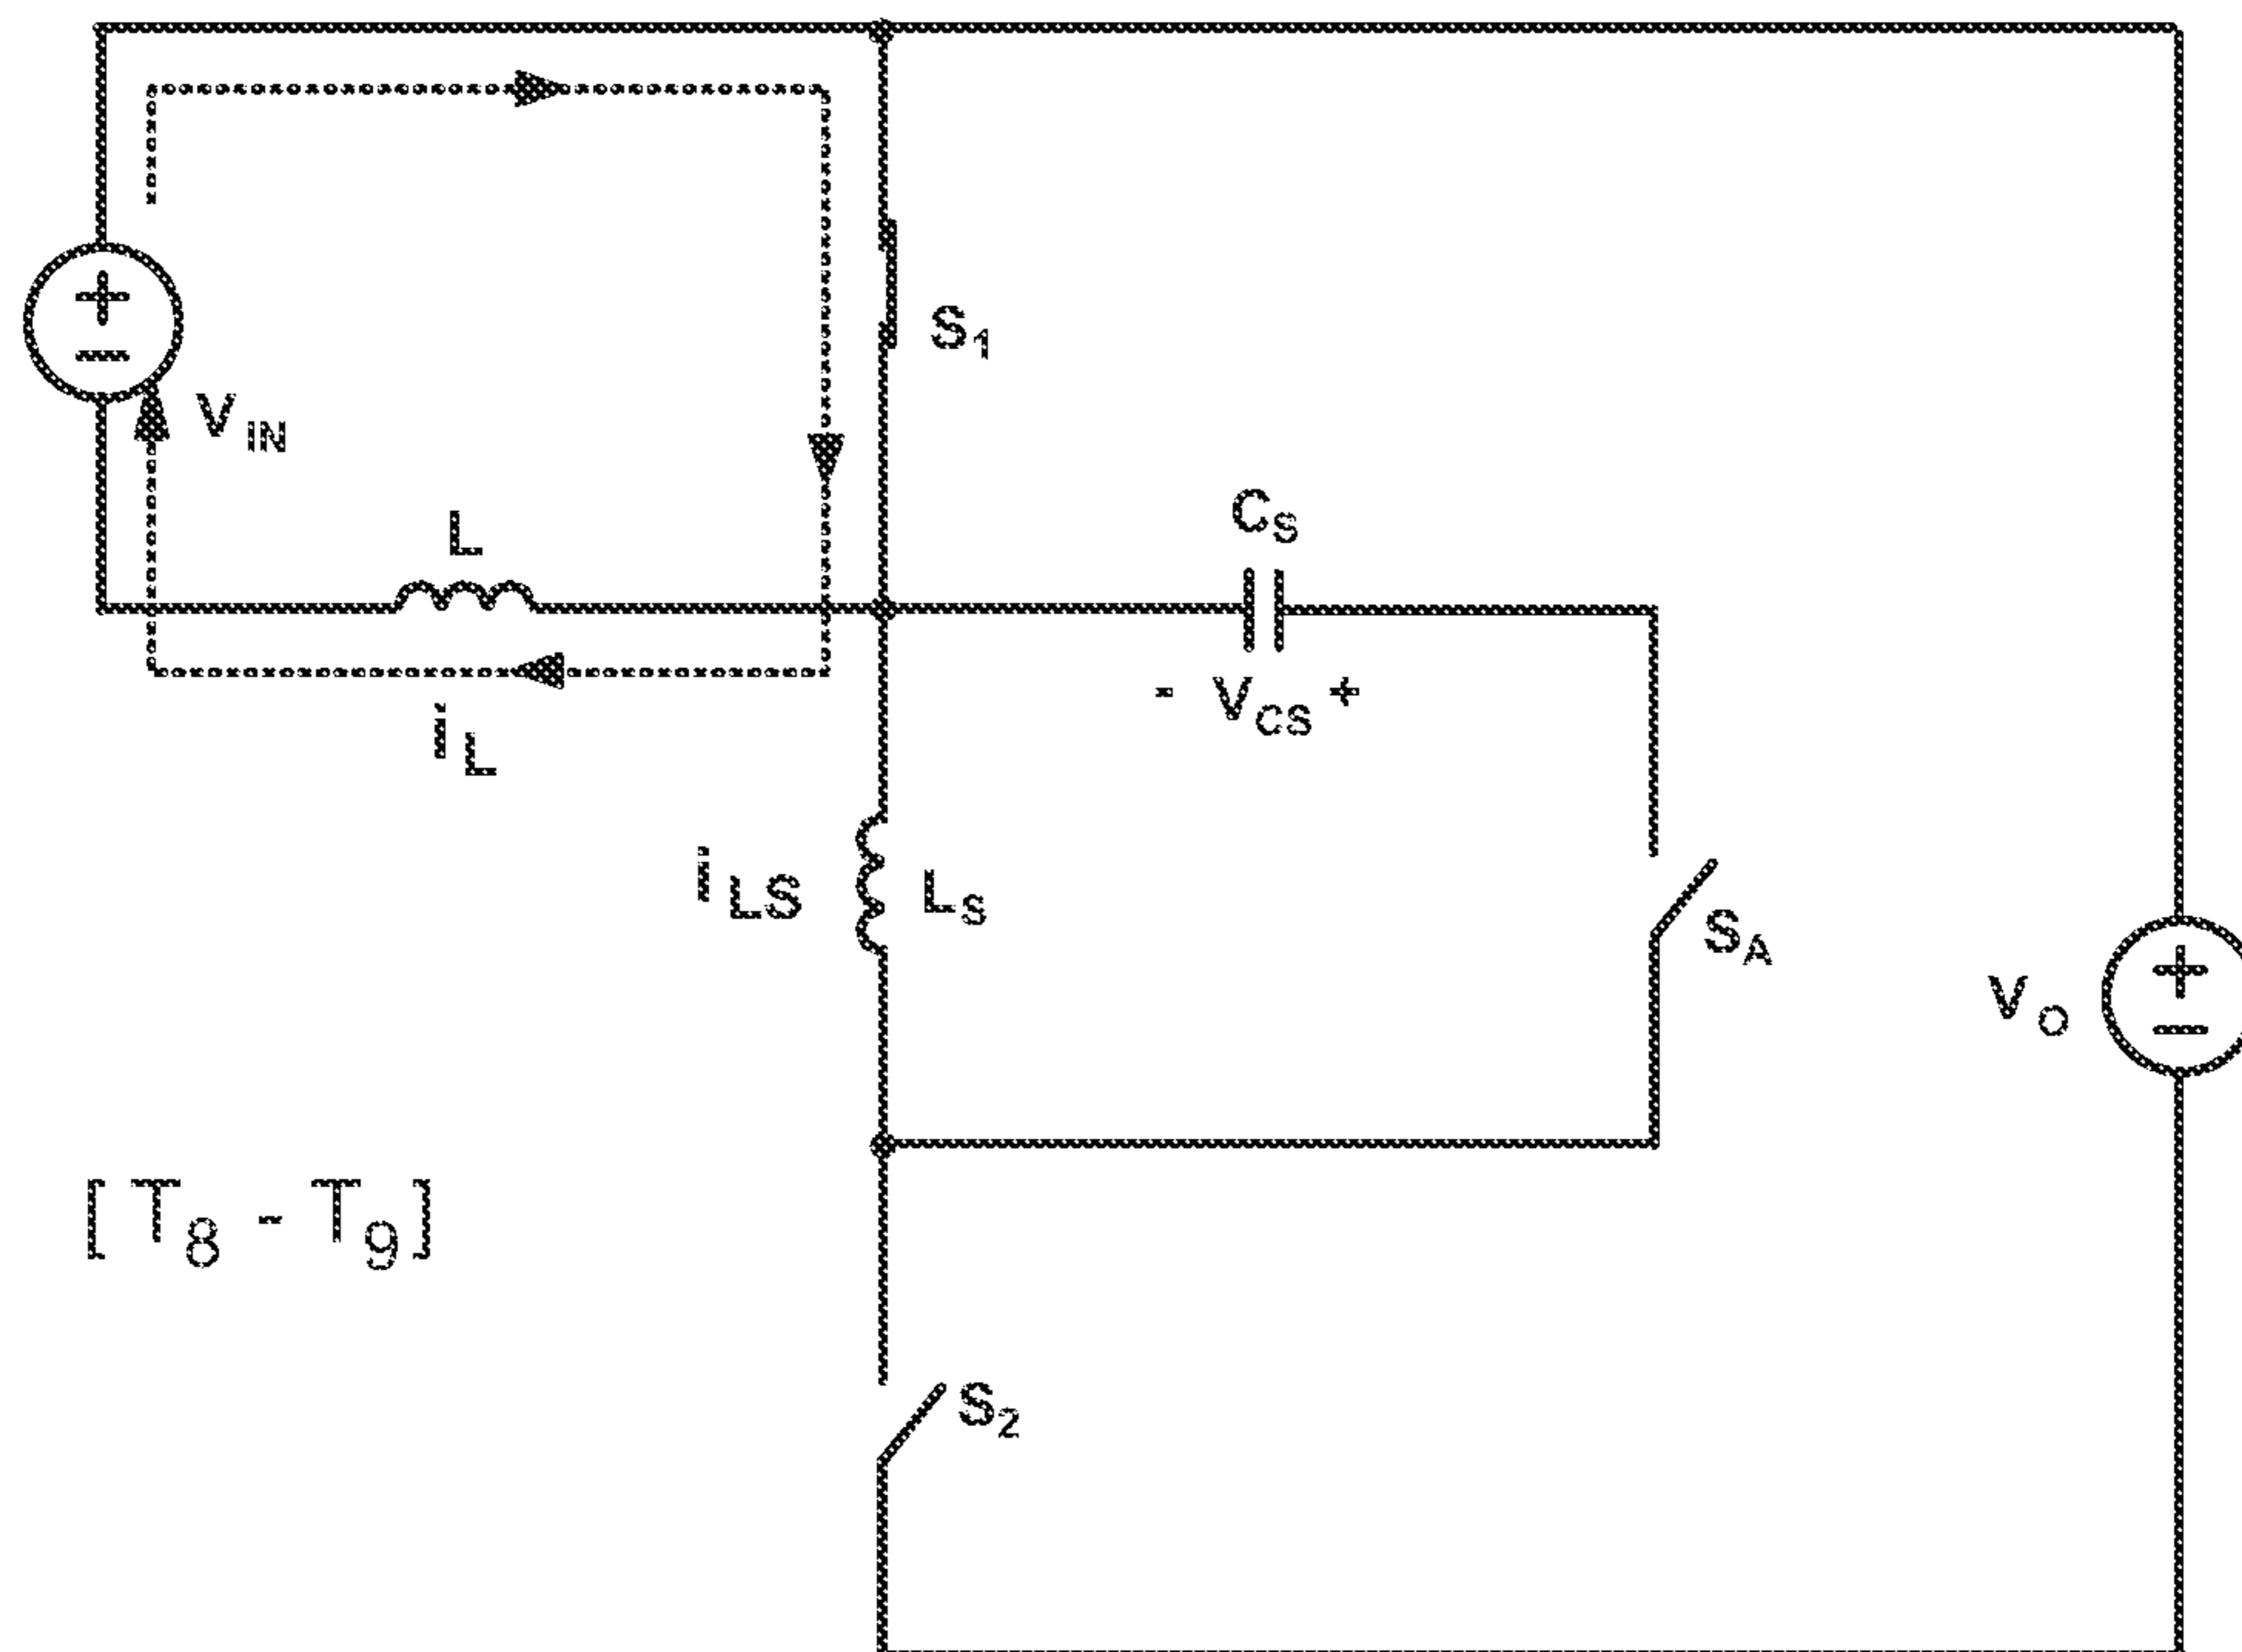 +
−
S1
VIN
L
CS
- VCS +
iL
iLS
LS
SA
+
VO
−
[ T8 - T9]
S2